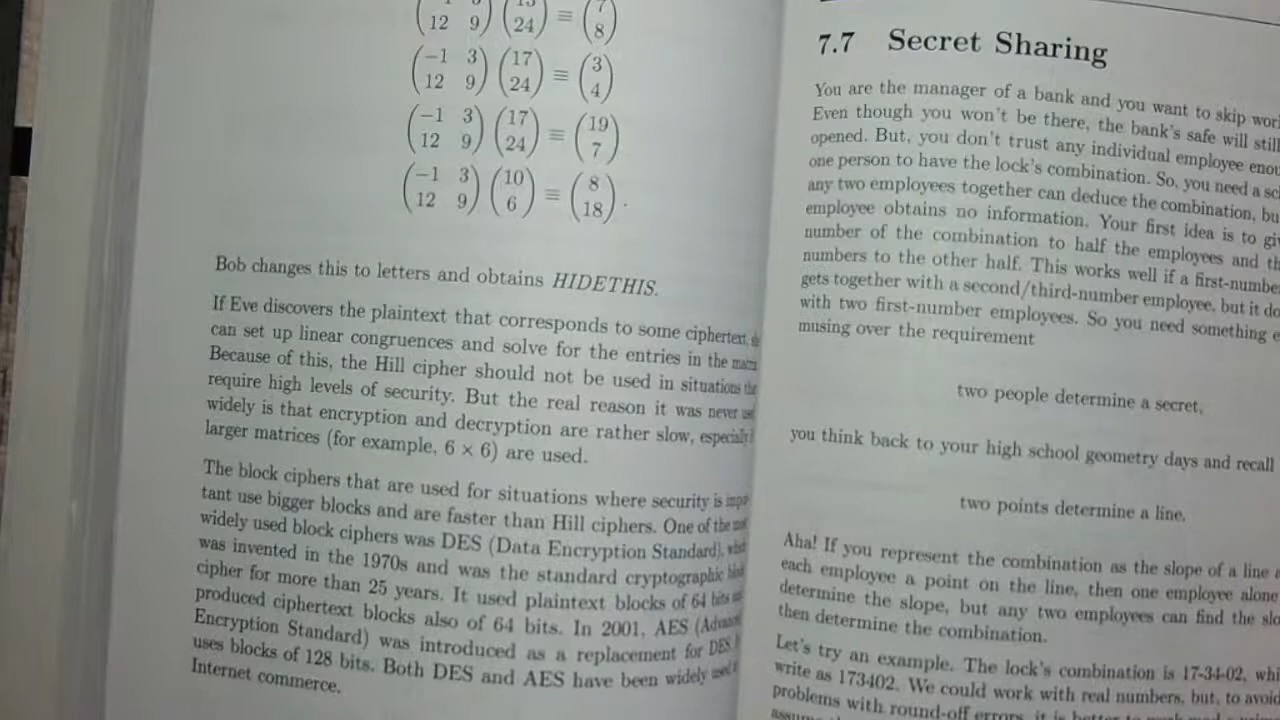 12 9 24 ≡ 8
(-1 3 12 9)(17 24) ≡ (3 4)
(-1 3 12 9)(17 24) ≡ (19 7)
(-1 3 12 9)(10 6) ≡ (8 18).
Bob changes this to letters and obtains HIDETHIS.
If Eve discovers the plaintext that corresponds to some ciphertext,
can set up linear congruences and solve for the entries in the
Because of this, the Hill cipher should not be used in situations
require high levels of security. But the real reason it was never
widely is that encryption and decryption are rather slow, especially
larger matrices (for example, 6 × 6) are used.
The block ciphers that are used for situations where security is
tant use bigger blocks and are faster than Hill ciphers. One of the
widely used block ciphers was DES (Data Encryption Standard),
was invented in the 1970s and was the standard cryptographic
cipher for more than 25 years. It used plaintext blocks of 64 bits
produced ciphertext blocks also of 64 bits. In 2001, AES
Encryption Standard) was introduced as a replacement for DES.
uses blocks of 128 bits. Both DES and AES have been widely used
Internet commerce.
7.7 Secret Sharing
You are the manager of a bank and you want to skip
Even though you won't be there, the bank's safe will still
opened. But, you don't trust any individual employee
one person to have the lock's combination. So, you need a
any two employees together can deduce the combination,
employee obtains no information. Your first idea is to
number of the combination to half the employees and
numbers to the other half. This works well if a
gets together with a second/third-number employee, but it
with two first-number employees. So you need something
musing over the requirement
two people determine a secret,
you think back to your high school geometry days and recall
two points determine a line.
Aha! If you represent the combination as the slope of a line
each employee a point on the line, then one employee alone
determine the slope, but any two employees can find the
then determine the combination.
Let's try an example. The lock's combination is 17-34-02,
write as 173402. We could work with real numbers, but, to avoid
problems with round-off errors, it is better to